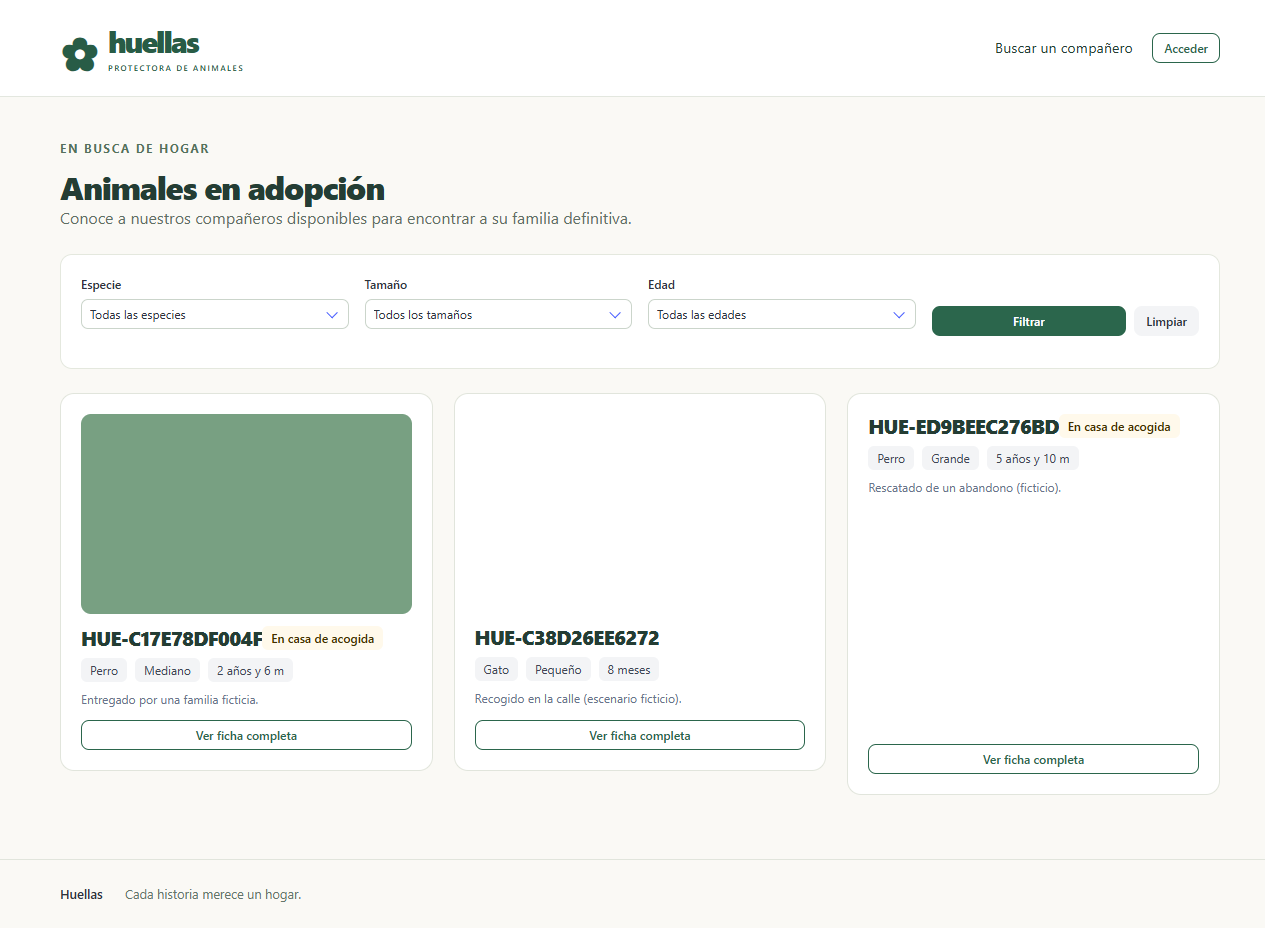 huellas
PROTECTORA DE ANIMALES
Buscar un compañero
Acceder
EN BUSCA DE HOGAR
Animales en adopción
Conoce a nuestros compañeros disponibles para encontrar a su familia definitiva.
Especie
Tamaño
Edad
Todas las especies
Todos los tamaños
Todas las edades
Filtrar
Limpiar
HUE-C17E78DF004F
En casa de acogida
Perro
Mediano
2 años y 6 m
Entregado por una familia ficticia.
Ver ficha completa
HUE-C38D26EE6272
Gato
Pequeño
8 meses
Recogido en la calle (escenario ficticio).
Ver ficha completa
HUE-ED9BEEC276BD
En casa de acogida
Perro
Grande
5 años y 10 m
Rescatado de un abandono (ficticio).
Ver ficha completa
Huellas
Cada historia merece un hogar.